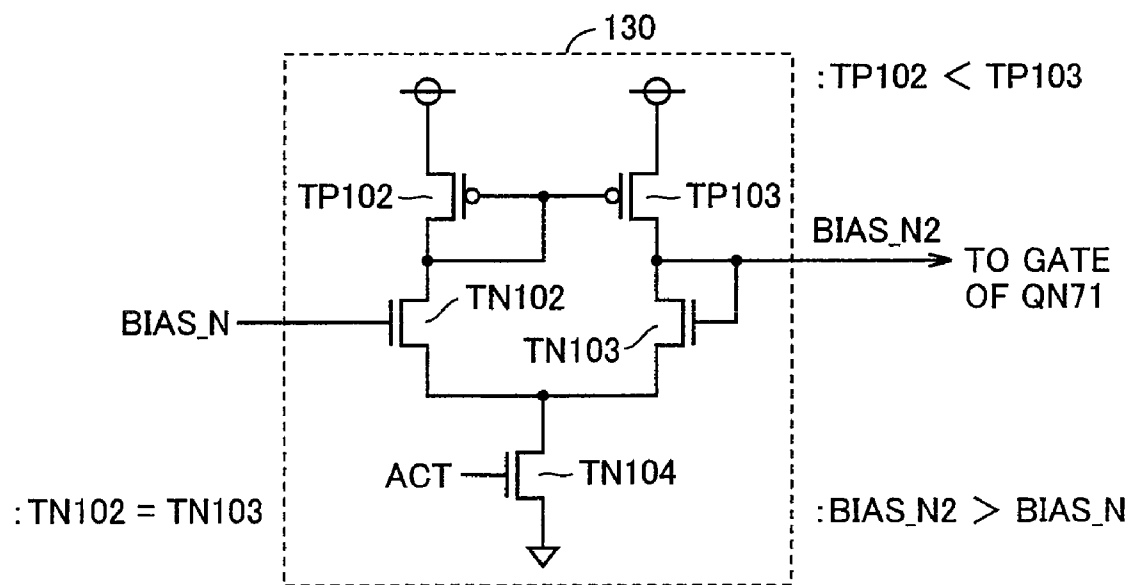 130
:TP102 < TP103
TP102
TP103
BIAS_N2
TO GATE
OF QN71
TN102
BIAS_N
TN103
ACT
TN104
:TN102 = TN103
:BIAS_N2 > BIAS_N